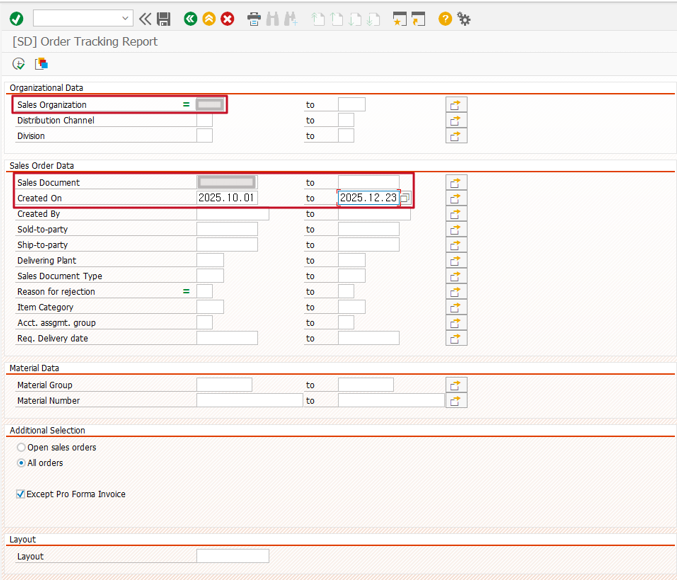 [SD] Order Tracking Report
Organizational Data
Sales Organization = to
Distribution Channel to
Division to
Sales Order Data
Sales Document to
Created On 2025.10.01 to 2025.12.23
Created By to
Sold-to-party to
Ship-to-party to
Delivering Plant to
Sales Document Type to
Reason for rejection = to
Item Category to
Acct. assgmt. group to
Req. Delivery date to
Material Data
Material Group to
Material Number to
Additional Selection
Open sales orders
All orders
Except Pro Forma Invoice
Layout
Layout